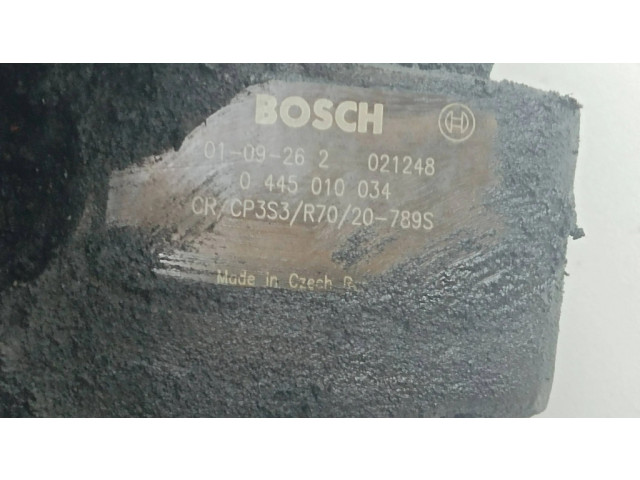 BOSCH
01-09-26 2 021248
0 445 010 034
CR/CP3S3/R70/20-789S
Made in Czech R.